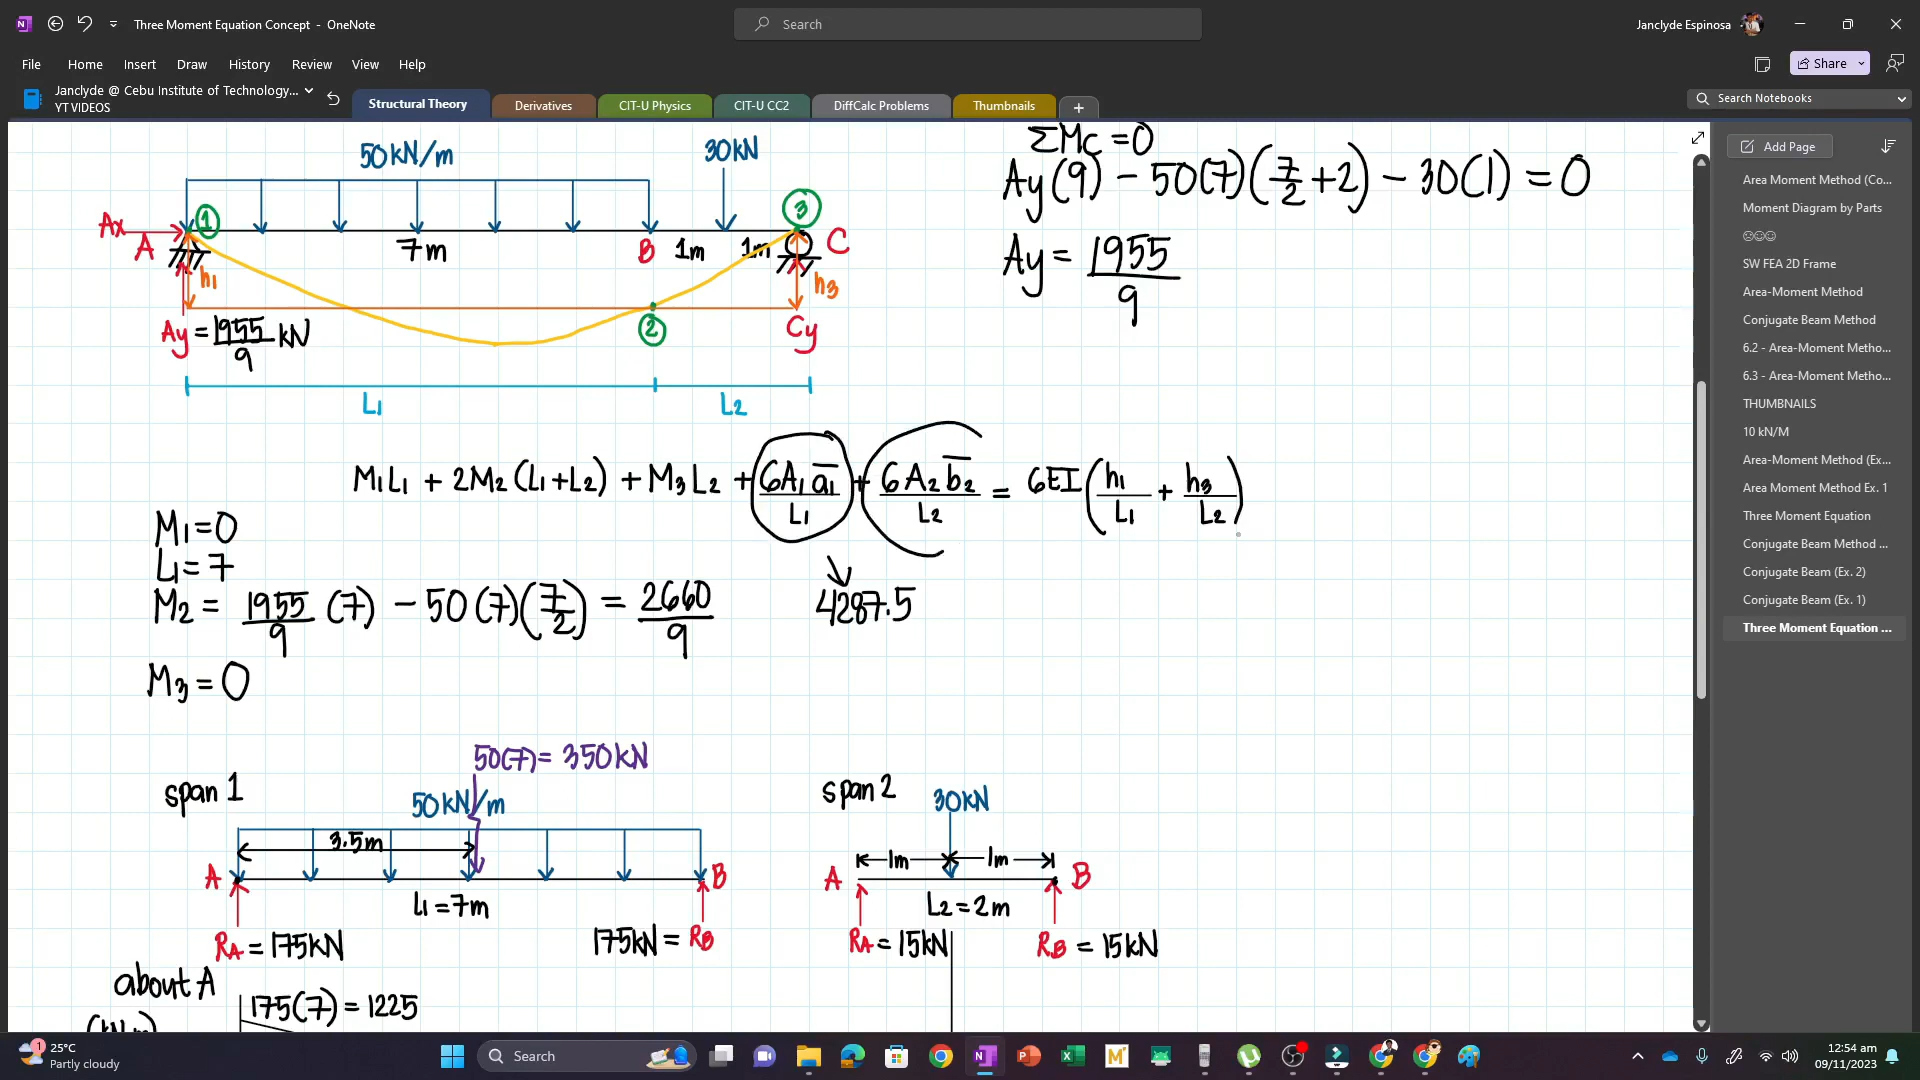 Three Moment Equation Concept - OneNote
Search
Janclyde Espinosa
File Home Insert Draw History Review View Help
Share
Janclyde @ Cebu Institute of Technology...
YT VIDEOS
Structural Theory
Derivatives
CIT-U Physics
CIT-U CC2
DiffCalc Problems
Thumbnails
+
Search Notebooks
Add Page
Area Moment Method (Co...
Moment Diagram by Parts
☹☺☺
SW FEA 2D Frame
Area-Moment Method
Conjugate Beam Method
6.2 - Area-Moment Metho...
6.3 - Area-Moment Metho...
THUMBNAILS
10 kN/M
Area-Moment Method (Ex...
Area Moment Method Ex. 1
Three Moment Equation
Conjugate Beam Method ...
Conjugate Beam (Ex. 2)
Conjugate Beam (Ex. 1)
Three Moment Equation ...
50kN/m
30kN
Ax
A
1
7m
B
1m
1m
3
C
h1
h3
Ay = 1955/9 kN
2
Cy
L1
L2
ΣMc = 0
Ay(9) - 50(7)(7/2+2) - 30(1) = 0
Ay = 1955/9
M1L1 + 2M2(L1+L2) + M3L2 + 6A1a̅1/L1 + 6A2b̅2/L2 = 6EI(h1/L1 + h3/L2)
M1=0
L1=7
M2 = 1955/9 (7) - 50(7)(7/2) = 2660/9
4287.5
M3 = 0
50(7)= 350kN
span 1
50kN/m
3.5m
A
B
L1=7m
RA = 175kN
175kN = RB
span 2
30kN
1m
1m
A
B
L2=2m
RA = 15kN
RB = 15kN
about A
175(7) = 1225
(kN.m)
25°C
Partly cloudy
1
Search
12:54 am
09/11/2023